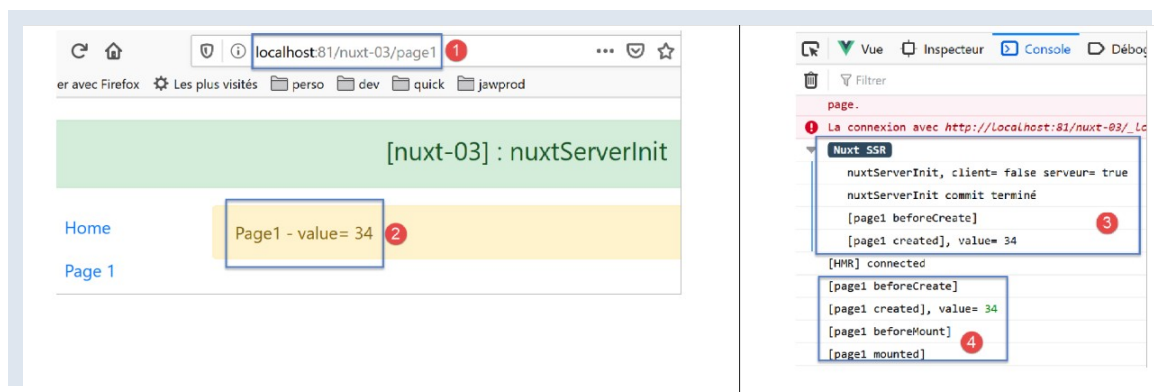 localhost:81/nuxt-03/page1 1
er avec Firefox Les plus visités perso dev quick jawprod
[nuxt-03] : nuxtServerInit
Home
Page 1
Page1 - value= 34 2
Vue Inspecteur Console Débog
Filtrer
page.
La connexion avec http://localhost:81/nuxt-03/_lo
Nuxt SSR
nuxtServerInit, client= false serveur= true
nuxtServerInit commit terminé
[page1 beforeCreate]
[page1 created], value= 34
3
[HMR] connected
[page1 beforeCreate]
[page1 created], value= 34
[page1 beforeMount]
[page1 mounted]
4